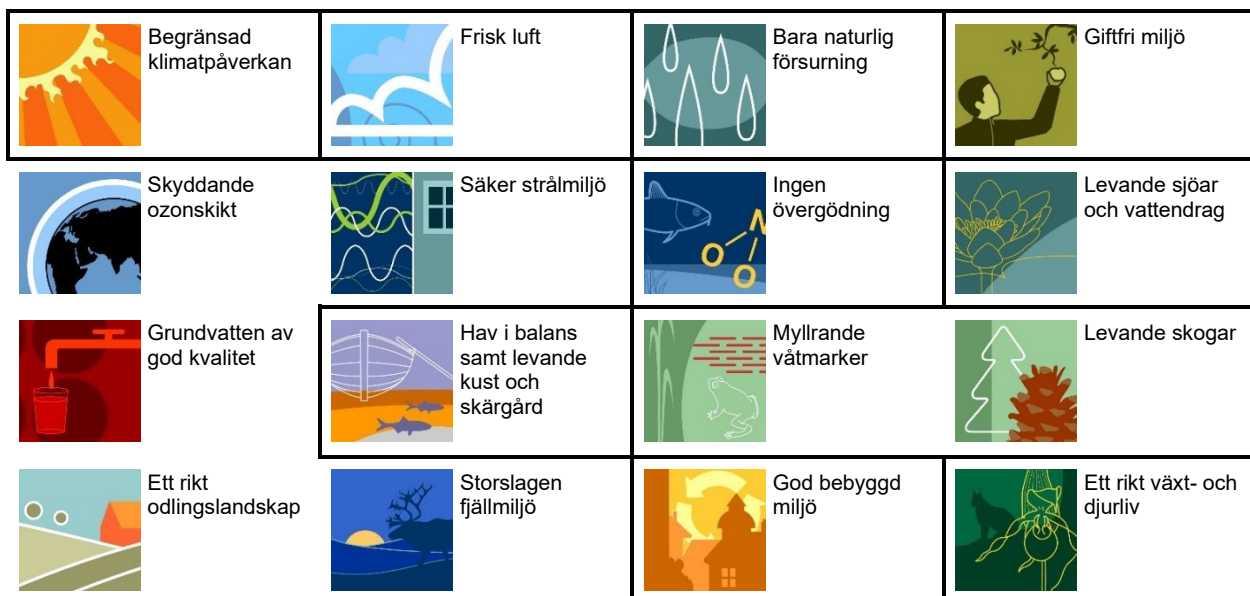 Begränsad
klimatpåverkan
Frisk luft
Bara naturlig
försurning
Giftfri miljö
Skyddande
ozonskikt
Säker strålmiljö
Ingen
övergödning
N
O
O
Levande sjöar
och vattendrag
Grundvatten av
god kvalitet
Hav i balans
samt levande
kust och
skärgård
Myllrande
våtmarker
Levande skogar
Ett rikt
odlingslandskap
Storslagen
fjällmiljö
God bebyggd
miljö
Ett rikt växt- och
djurliv